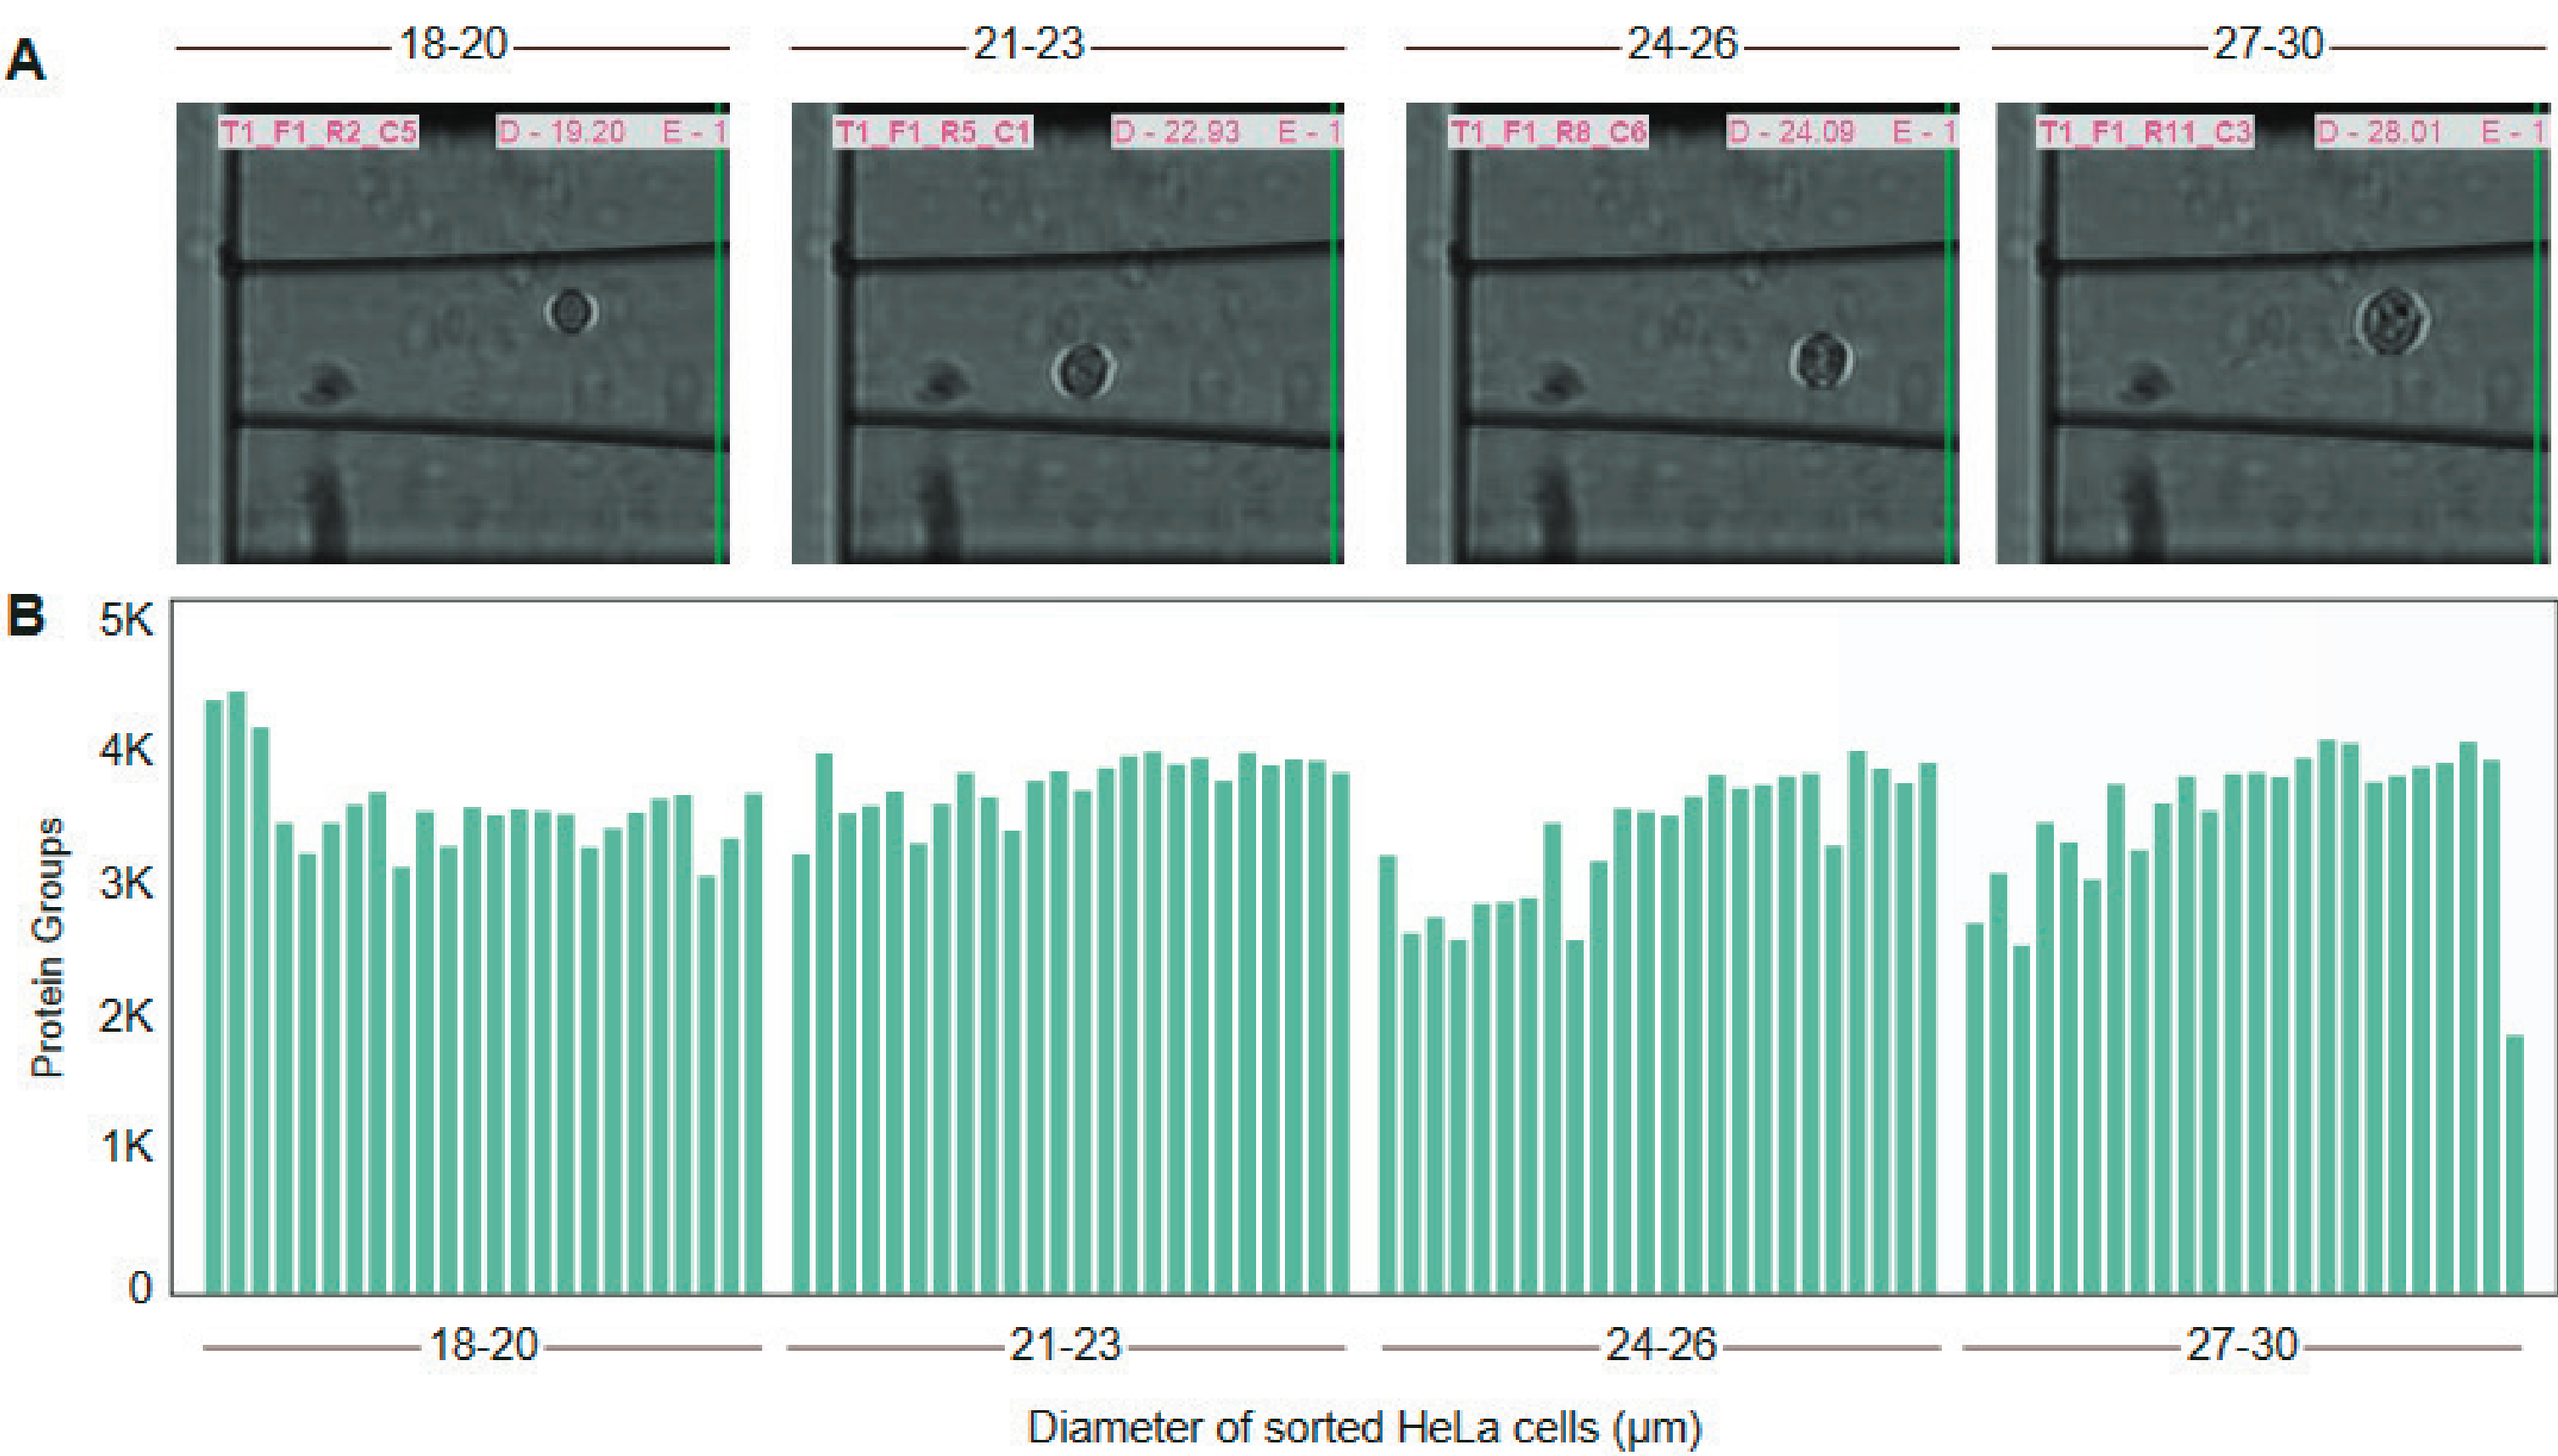 A
18-20 21-23 24-26 27-30
T1_F1_R2_C5 D - 19.20 E - 1 T1_F1_R5_C1 D - 22.93 E - 1 T1_F1_R8_C6 D - 24.09 E - 1 T1_F1_R11_C3 D - 28.01 E - 1
B
Protein Groups
5K
4K
3K
2K
1K
0
18-20 21-23 24-26 27-30
Diameter of sorted HeLa cells (µm)